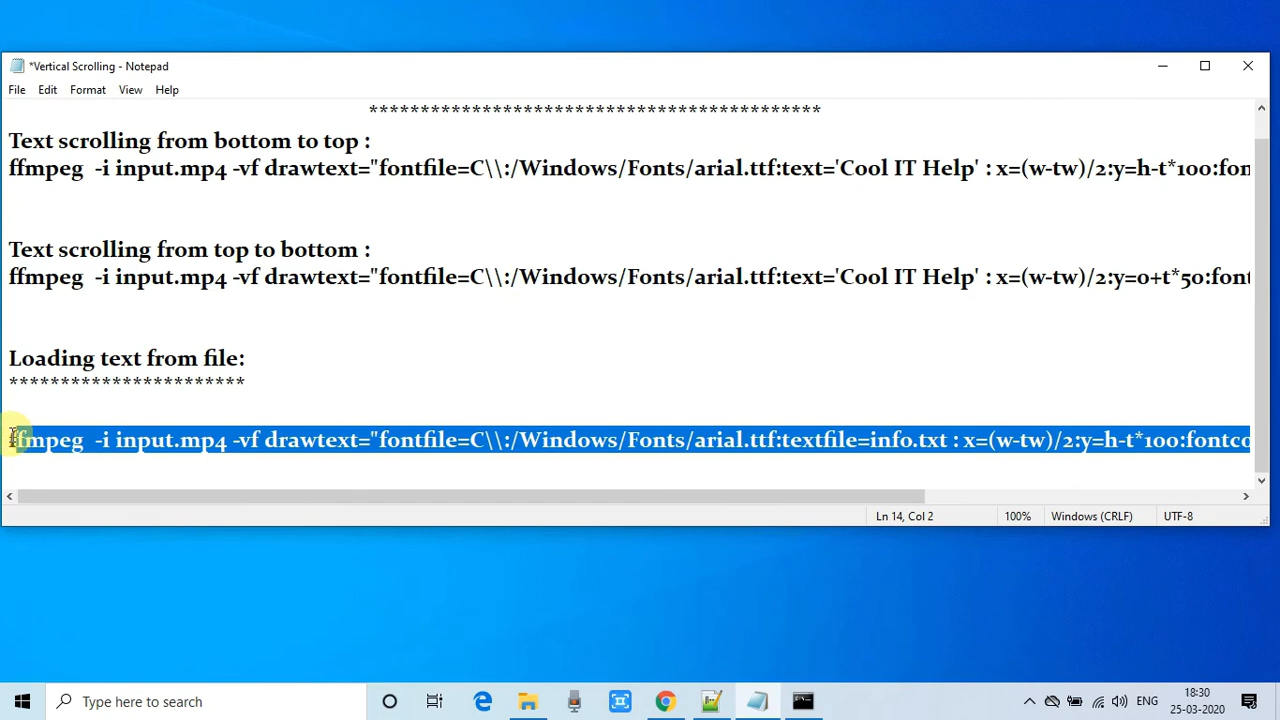 *Vertical Scrolling - Notepad
File Edit Format View Help
********************************************
Text scrolling from bottom to top :
ffmpeg  -i input.mp4 -vf drawtext="fontfile=C\\:/Windows/Fonts/arial.ttf:text='Cool IT Help' : x=(w-tw)/2:y=h-t*100:fon
Text scrolling from top to bottom :
ffmpeg  -i input.mp4 -vf drawtext="fontfile=C\\:/Windows/Fonts/arial.ttf:text='Cool IT Help' : x=(w-tw)/2:y=0+t*50:font
Loading text from file:
***********************
ffmpeg  -i input.mp4 -vf drawtext="fontfile=C\\:/Windows/Fonts/arial.ttf:textfile=info.txt : x=(w-tw)/2:y=h-t*100:fontco
Ln 14, Col 2 100% Windows (CRLF) UTF-8
Type here to search ENG 18:30
25-03-2020